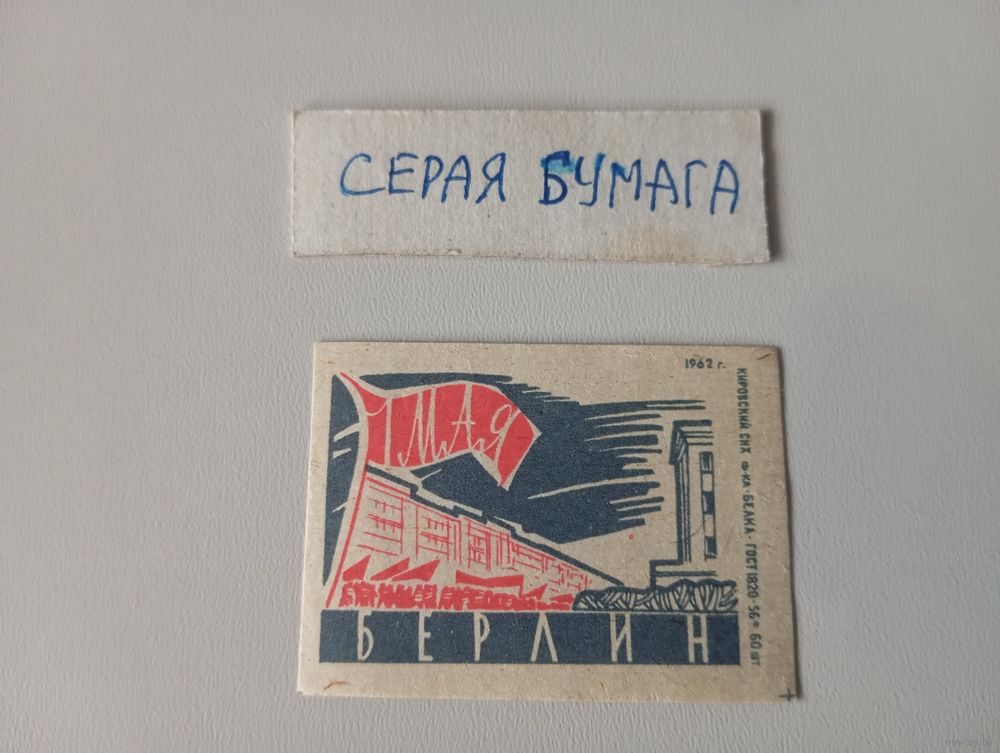 СЕРАЯ БУМАГА
1962 г.
1 МАЯ
КИРОВСКИЙ СНХ Ф-КА·БЕЛКА· ГОСТ 1820-56* 60 шт
БЕРЛИН